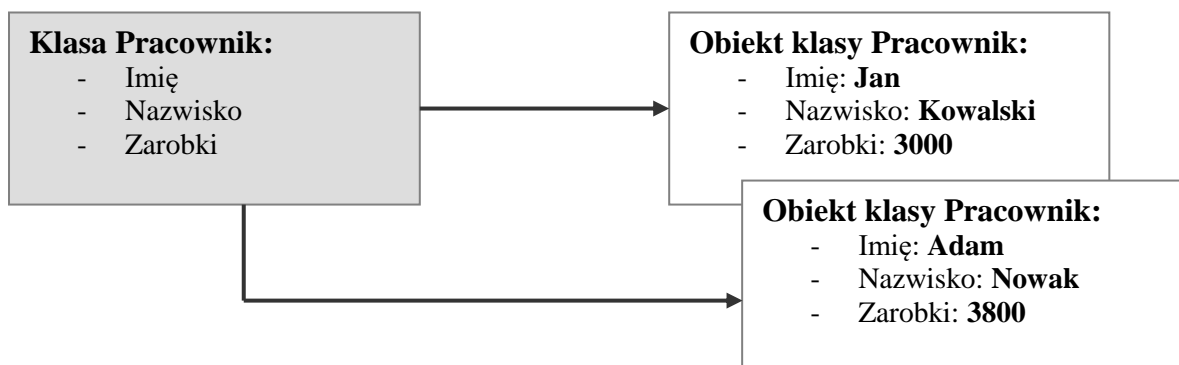 Klasa Pracownik:
- Imię
- Nazwisko
- Zarobki
Obiekt klasy Pracownik:
- Imię: Jan
- Nazwisko: Kowalski
- Zarobki: 3000
Obiekt klasy Pracownik:
- Imię: Adam
- Nazwisko: Nowak
- Zarobki: 3800